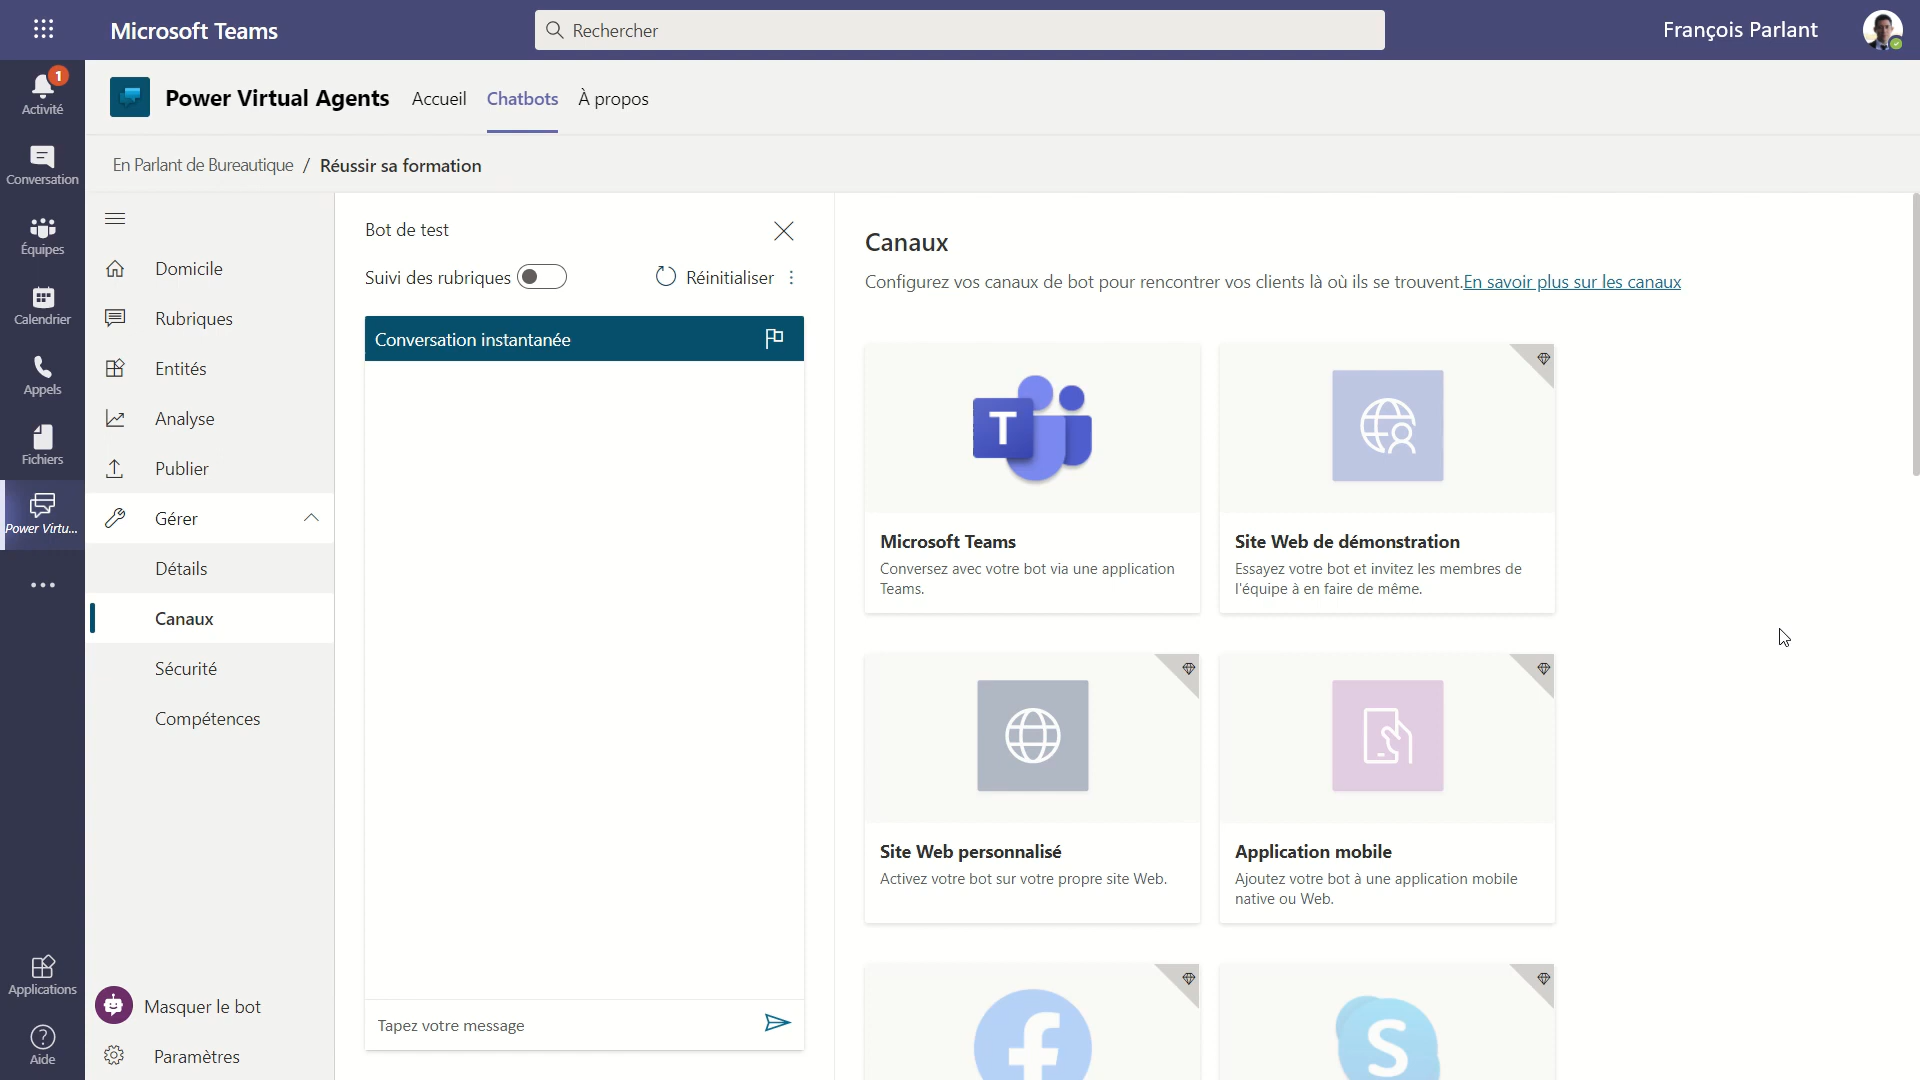 Microsoft Teams
Rechercher
François Parlant
1
Activité
Conversation
Équipes
Calendrier
Appels
Fichiers
Power Virtu...
Applications
Aide
Power Virtual Agents
Accueil
Chatbots
À propos
En Parlant de Bureautique / Réussir sa formation
Domicile
Rubriques
Entités
Analyse
Publier
Gérer
Détails
Canaux
Sécurité
Compétences
Masquer le bot
Paramètres
Bot de test
Suivi des rubriques
Réinitialiser
Conversation instantanée
Tapez votre message
Canaux
Configurez vos canaux de bot pour rencontrer vos clients là où ils se trouvent.En savoir plus sur les canaux
T
Microsoft Teams
Conversez avec votre bot via une application
Teams.
Site Web de démonstration
Essayez votre bot et invitez les membres de
l'équipe à en faire de même.
Site Web personnalisé
Activez votre bot sur votre propre site Web.
Application mobile
Ajoutez votre bot à une application mobile
native ou Web.
f
S